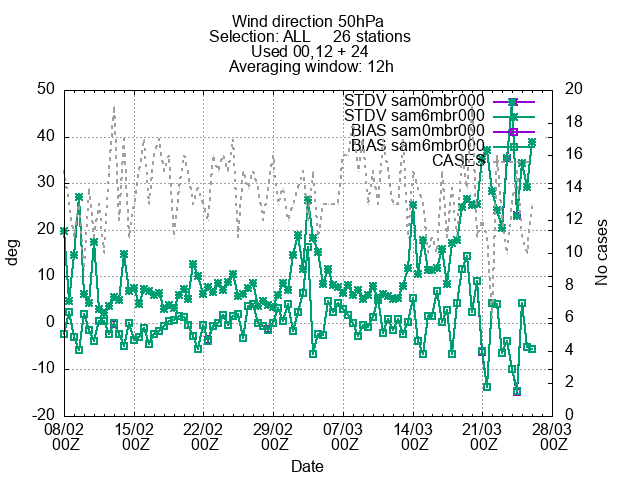 Wind direction 50hPa
Selection: ALL 26 stations
Used 00,12 + 24
Averaging window: 12h
STDV sam0mbr000
STDV sam6mbr000
BIAS sam0mbr000
BIAS sam6mbr000
CASES
deg
50
40
30
20
10
0
-10
-20
No cases
20
18
16
14
12
10
8
6
4
2
0
08/02 15/02 22/02 29/02 07/03 14/03 21/03 28/03
00Z 00Z 00Z 00Z 00Z 00Z 00Z 00Z
Date